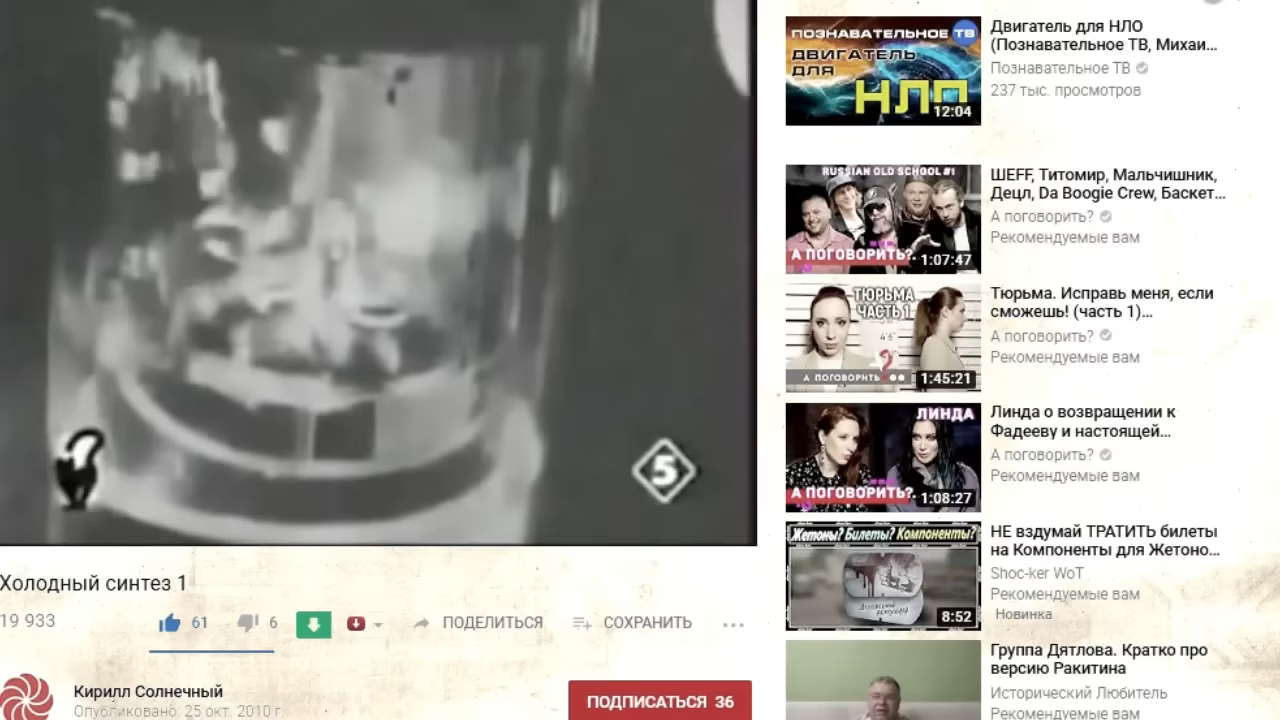 5
Холодный синтез 1
19 933
61
6
ПОДЕЛИТЬСЯ
СОХРАНИТЬ
Кирилл Солнечный
Опубликовано: 25 окт. 2010 г.
ПОДПИСАТЬСЯ 36
ПОЗНАВАТЕЛЬНОЕ ТВ
ДВИГАТЕЛЬ
ДЛЯ
НЛО
12:04
Двигатель для НЛО
(Познавательное ТВ, Михаи...
Познавательное ТВ
237 тыс. просмотров
RUSSIAN OLD SCHOOL #1
А ПОГОВОРИТЬ?
1:07:47
ШЕFF, Титомир, Мальчишник,
Децл, Da Boogie Crew, Баскет...
А поговорить?
Рекомендуемые вам
ТЮРЬМА
ЧАСТЬ 1
А ПОГОВОРИТЬ
1:45:21
Тюрьма. Исправь меня, если
сможешь! (часть 1)...
А поговорить?
Рекомендуемые вам
ЛИНДА
А ПОГОВОРИТЬ?
1:08:27
Линда о возвращении к
Фадееву и настоящей...
А поговорить?
Рекомендуемые вам
Жетоны? Билеты? Компоненты?
8:52
НЕ вздумай ТРАТИТЬ билеты
на Компоненты для Жетоно...
Shoc-ker WoT
Рекомендуемые вам
Новинка
Группа Дятлова. Кратко про
версию Ракитина
Исторический Любитель
Рекомендуемые вам